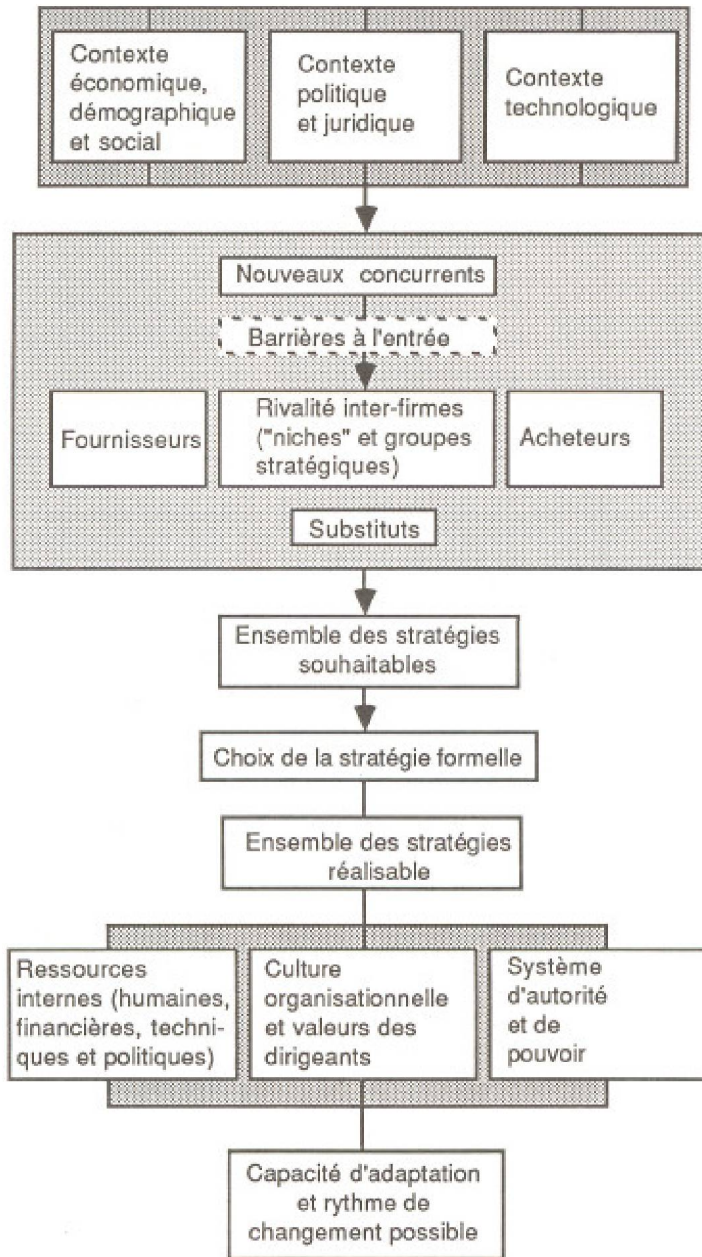 Contexte
économique,
démographique
et social
Contexte
politique
et juridique
Contexte
technologique
Nouveaux concurrents
Barrières à l'entrée
Fournisseurs
Rivalité inter-firmes
("niches" et groupes
stratégiques)
Acheteurs
Substituts
Ensemble des stratégies
souhaitables
Choix de la stratégie formelle
Ensemble des stratégies
réalisable
Ressources
internes (humaines,
financières, techni-
ques et politiques)
Culture
organisationnelle
et valeurs des
dirigeants
Système
d'autorité
et de
pouvoir
Capacité d'adaptation
et rythme de
changement possible